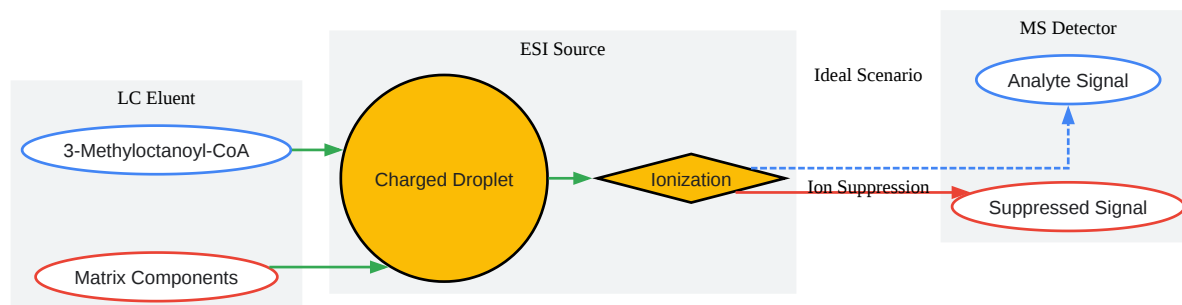 LC Eluent
3-Methyloctanoyl-CoA
Matrix Components
ESI Source
Charged Droplet
Ionization
Ideal Scenario
Ion Suppression
MS Detector
Analyte Signal
Suppressed Signal